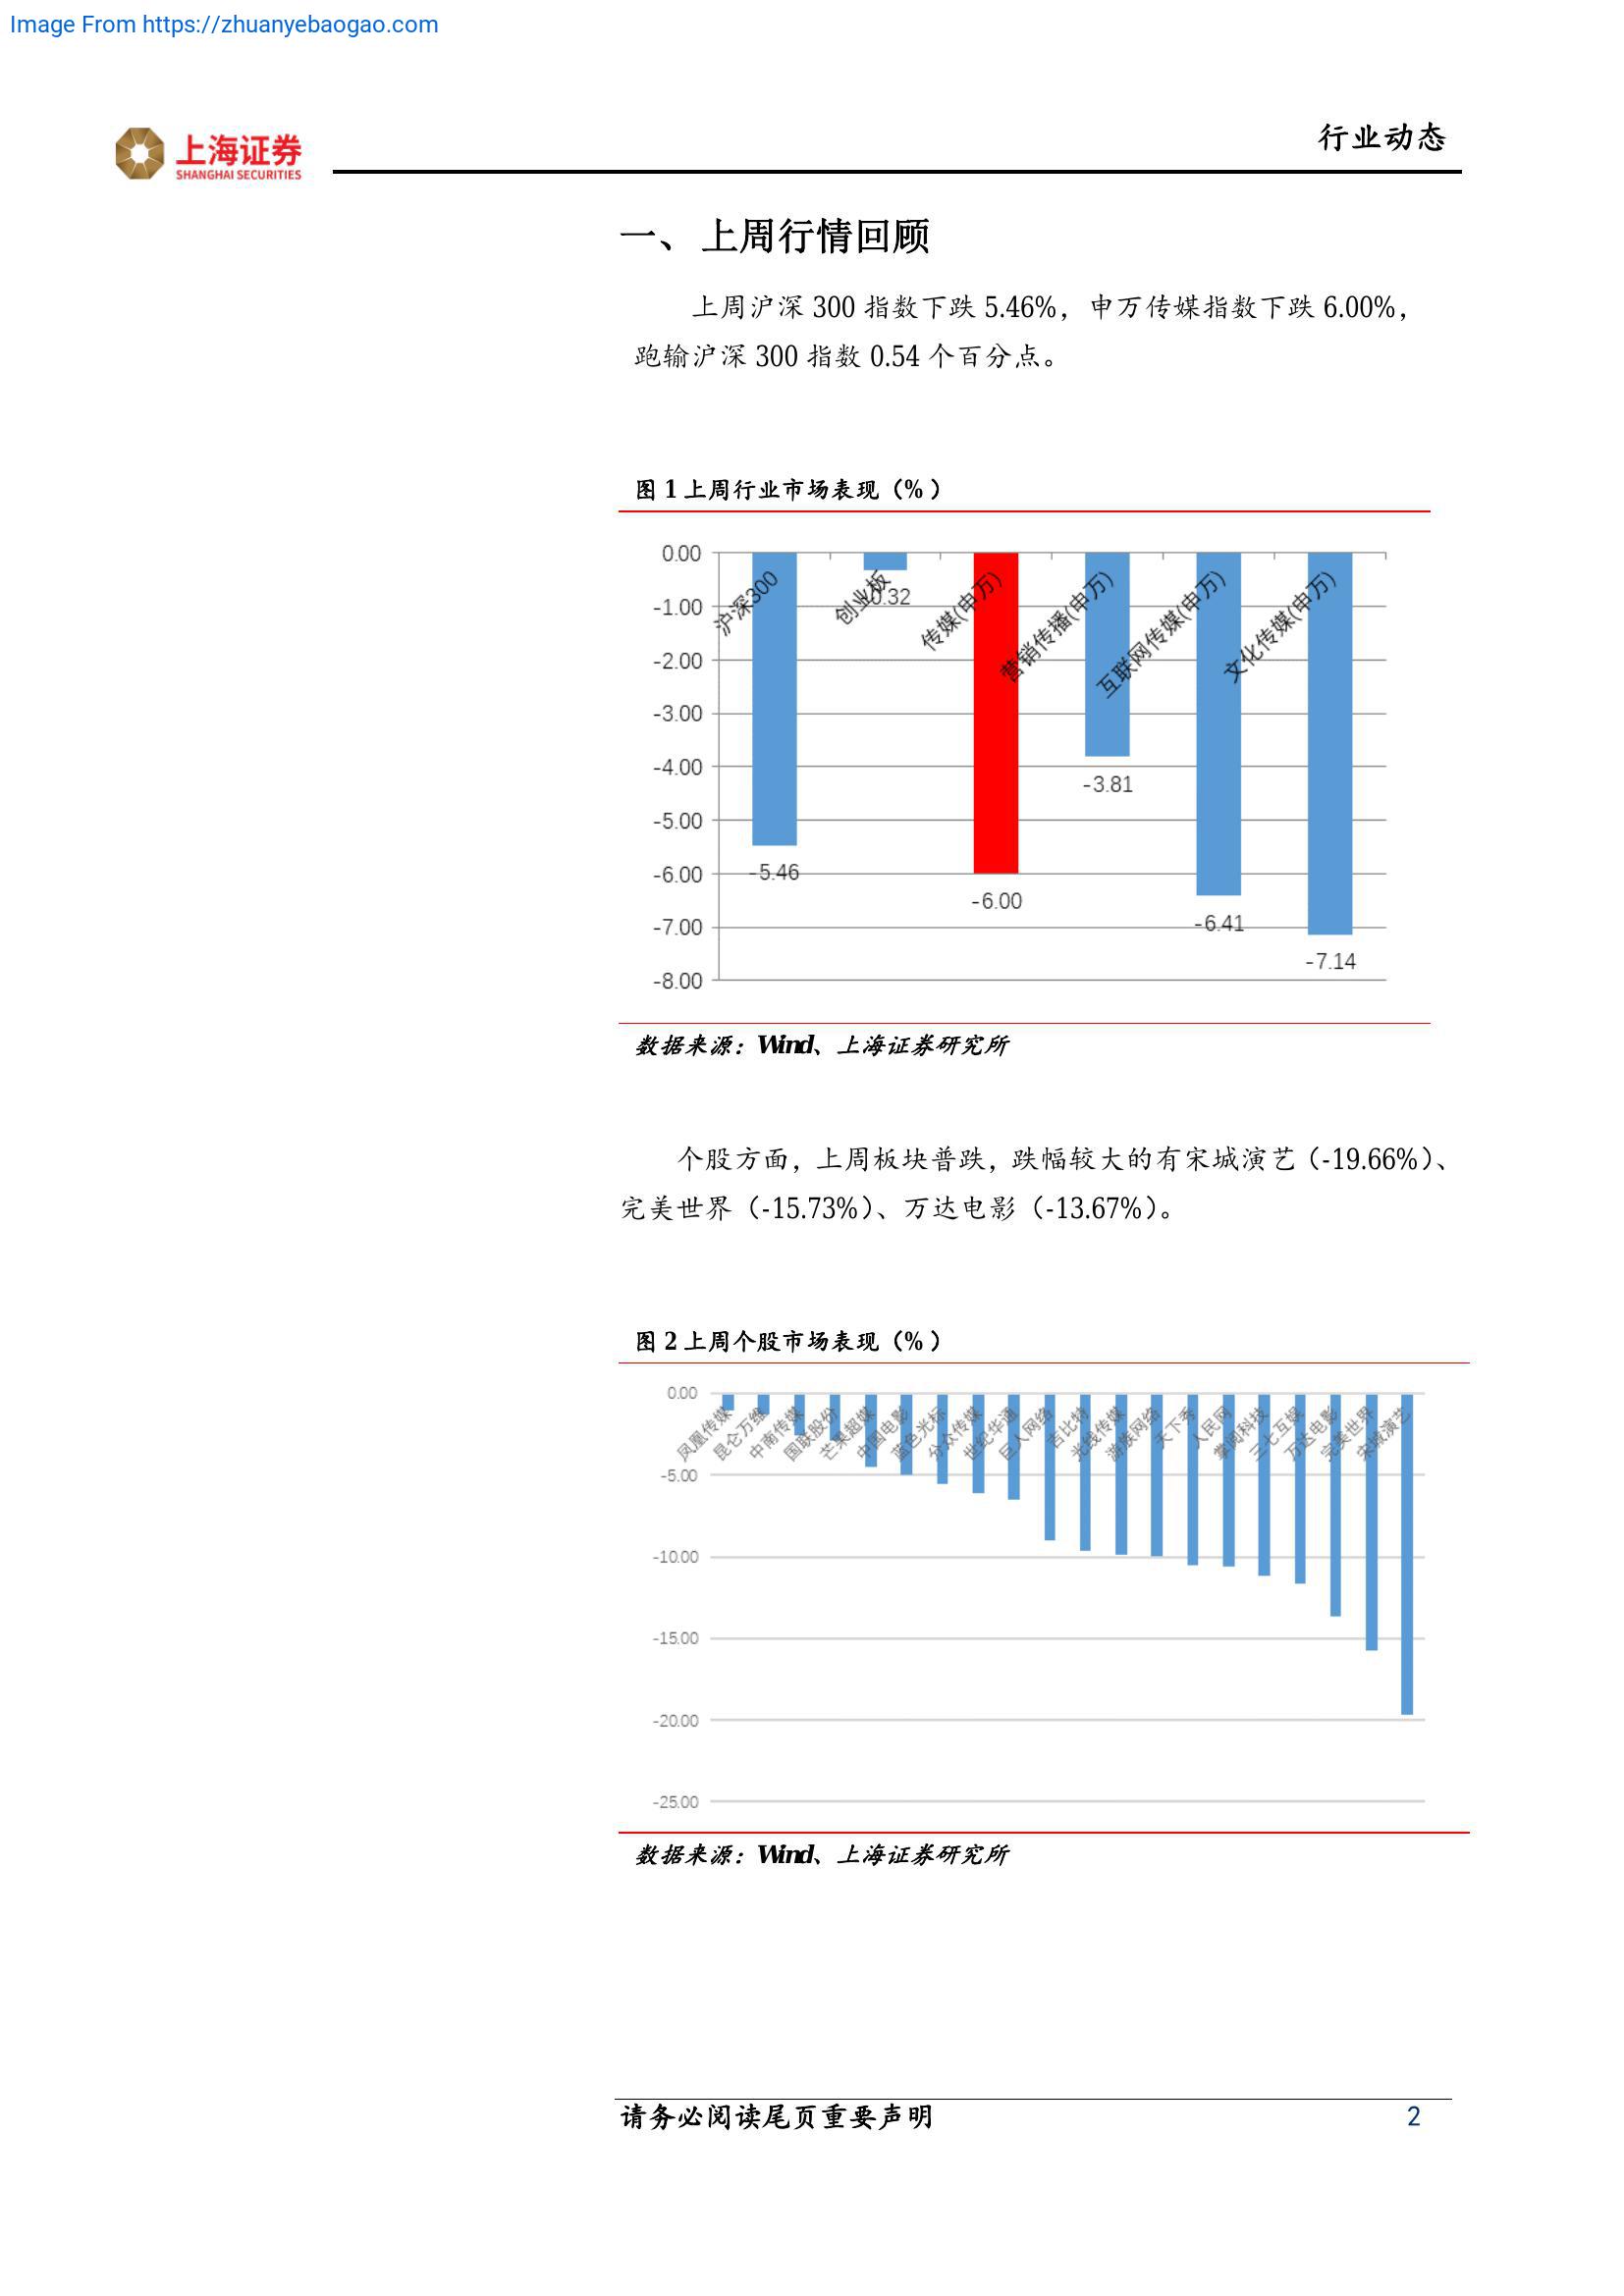 Image From https://zhuanyebaogao.com
上海证券
SHANGHAI SECURITIES
行业动态
一、 上周行情回顾
上周沪深 300 指数下跌 5.46%，申万传媒指数下跌 6.00%，
跑输沪深 300 指数 0.54 个百分点。
图 1 上周行业市场表现（%）
0.00
-1.00
-2.00
-3.00
-4.00
-5.00
-6.00
-7.00
-8.00
沪深300
创业板
传媒(申万)
营销传播(申万)
互联网传媒(申万)
文化传媒(申万)
-5.46
-0.32
-6.00
-3.81
-6.41
-7.14
数据来源：Wind、上海证券研究所
个股方面，上周板块普跌，跌幅较大的有宋城演艺（-19.66%）、
完美世界（-15.73%）、万达电影（-13.67%）。
图 2 上周个股市场表现（%）
0.00
-5.00
-10.00
-15.00
-20.00
-25.00
凤凰传媒
昆仑万维
中南传媒
国联股份
芒果超媒
中国电影
蓝色光标
分众传媒
世纪华通
巨人网络
吉比特
光线传媒
游族网络
天下秀
人民网
掌阅科技
三七互娱
万达电影
完美世界
宋城演艺
数据来源：Wind、上海证券研究所
请务必阅读尾页重要声明
2